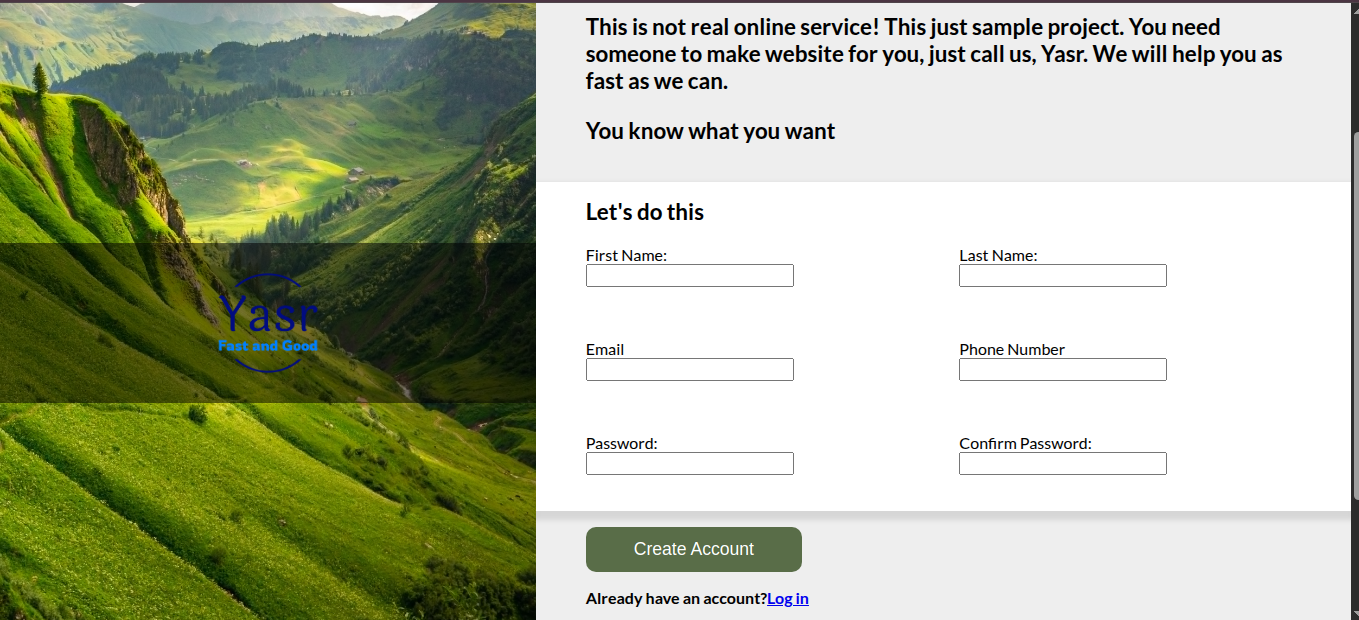 This is not real online service! This just sample project. You need
someone to make website for you, just call us, Yasr. We will help you as
fast as we can.
You know what you want
Let's do this
First Name:
Last Name:
Email
Phone Number
Password:
Confirm Password:
Create Account
Already have an account?Log in
Yasr
Fast and Good